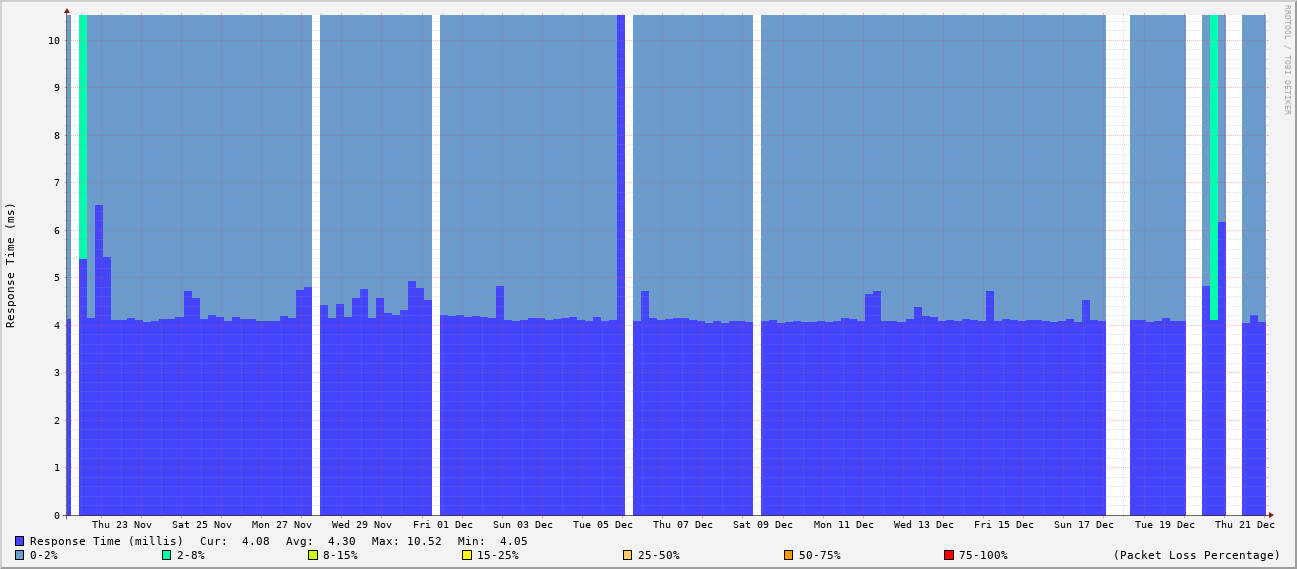 RRDTOOL / TOBI OETIKER
Response Time (ms)
10
9
8
7
6
5
4
3
2
1
0
Thu 23 Nov Sat 25 Nov Mon 27 Nov Wed 29 Nov Fri 01 Dec Sun 03 Dec Tue 05 Dec Thu 07 Dec Sat 09 Dec Mon 11 Dec Wed 13 Dec Fri 15 Dec Sun 17 Dec Tue 19 Dec Thu 21 Dec
Response Time (millis) Cur: 4.08 Avg: 4.30 Max: 10.52 Min: 4.05
0-2% 2-8% 8-15% 15-25% 25-50% 50-75% 75-100% (Packet Loss Percentage)